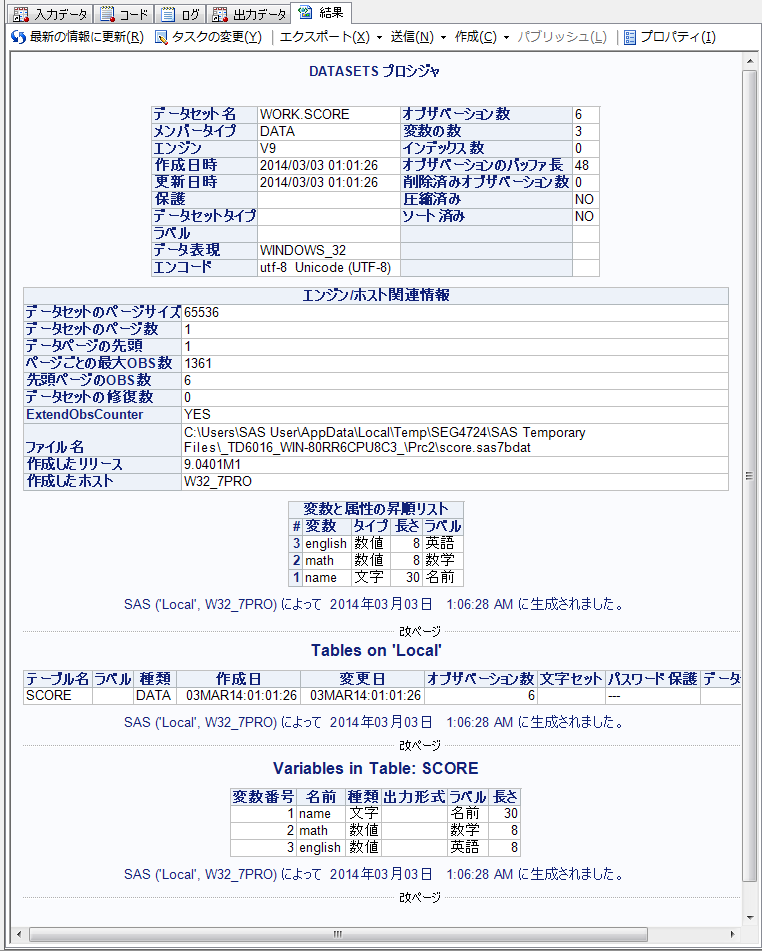 入力データ コード ログ 出力データ 結果
最新の情報に更新(R) タスクの変更(Y) エクスポート(X) 送信(N) 作成(C) パブリッシュ(L) プロパティ(I)
DATASETS プロシジャ
データセット名 WORK.SCORE オブザベーション数 6
メンバータイプ DATA 変数の数 3
エンジン V9 インデックス数 0
作成日時 2014/03/03 01:01:26 オブザベーションのバッファ長 48
更新日時 2014/03/03 01:01:26 削除済みオブザベーション数 0
保護 圧縮済み NO
データセットタイプ ソート済み NO
ラベル
データ表現 WINDOWS_32
エンコード utf-8 Unicode (UTF-8)
エンジン/ホスト関連情報
データセットのページサイズ 65536
データセットのページ数 1
データページの先頭 1
ページごとの最大OBS数 1361
先頭ページのOBS数 6
データセットの修復数 0
ExtendObsCounter YES
ファイル名 C:\Users\SAS User\AppData\Local\Temp\SEG4724\SAS Temporary
Files\_TD6016_WIN-80RR6CPU8C3_\Prc2\score.sas7bdat
作成したリリース 9.0401M1
作成したホスト W32_7PRO
変数と属性の昇順リスト
# 変数 タイプ 長さ ラベル
3 english 数値 8 英語
2 math 数値 8 数学
1 name 文字 30 名前
SAS ('Local', W32_7PRO) によって 2014年03月03日 1:06:28 AM に生成されました。
改ページ
Tables on 'Local'
テーブル名 ラベル 種類 作成日 変更日 オブザベーション数 文字セット パスワード保護 データ
SCORE DATA 03MAR14:01:01:26 03MAR14:01:01:26 6 ---
SAS ('Local', W32_7PRO) によって 2014年03月03日 1:06:28 AM に生成されました。
改ページ
Variables in Table: SCORE
変数番号 名前 種類 出力形式 ラベル 長さ
1 name 文字 名前 30
2 math 数値 数学 8
3 english 数値 英語 8
SAS ('Local', W32_7PRO) によって 2014年03月03日 1:06:28 AM に生成されました。
改ページ